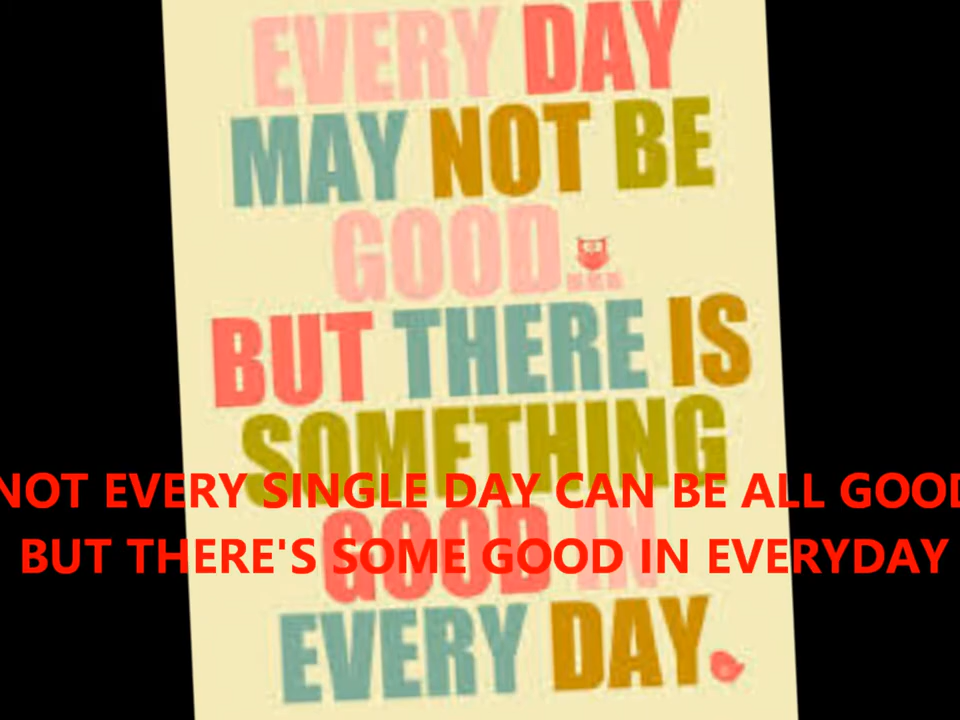 EVERY DAY
MAY NOT BE
GOOD...
BUT THERE IS
SOMETHING
NOT EVERY SINGLE DAY CAN BE ALL GOOD
GOOD IN
BUT THERE'S SOME GOOD IN EVERYDAY
EVERY DAY.